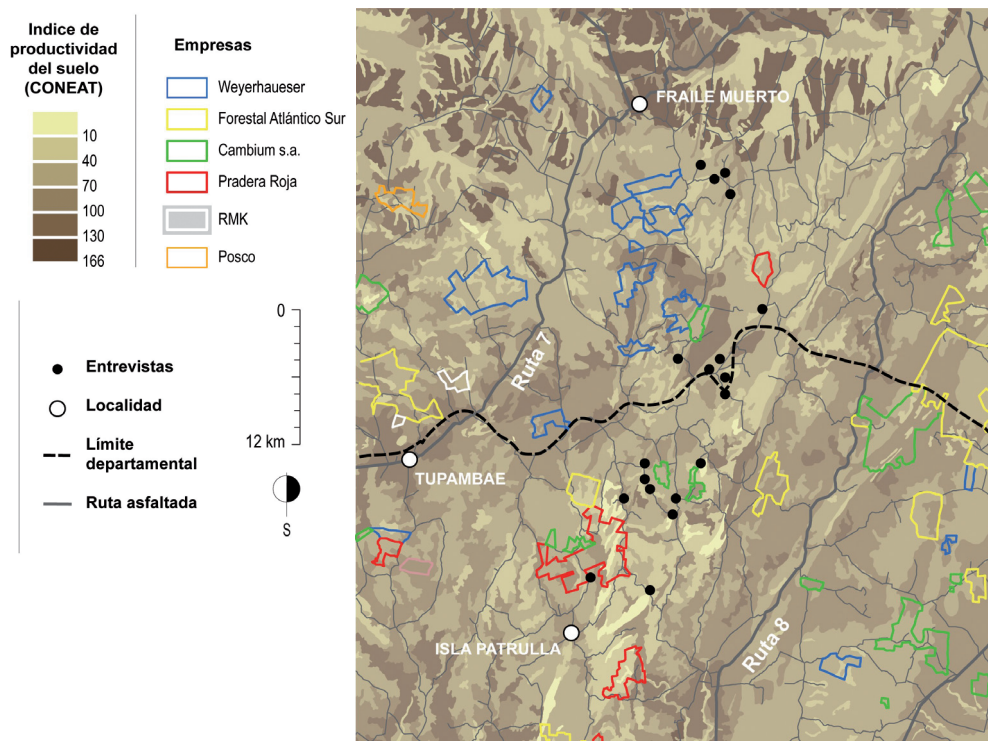 Indice de
productividad
del suelo
(CONEAT)
10
40
70
100
130
166
Empresas
Weyerhaueser
Forestal Atlántico Sur
Cambium s.a.
Pradera Roja
RMK
Posco
0
12 km
S
Entrevistas
Localidad
Límite
departamental
Ruta asfaltada
FRAILE MUERTO
Ruta 7
TUPAMBAE
ISLA PATRULLA
Ruta 8